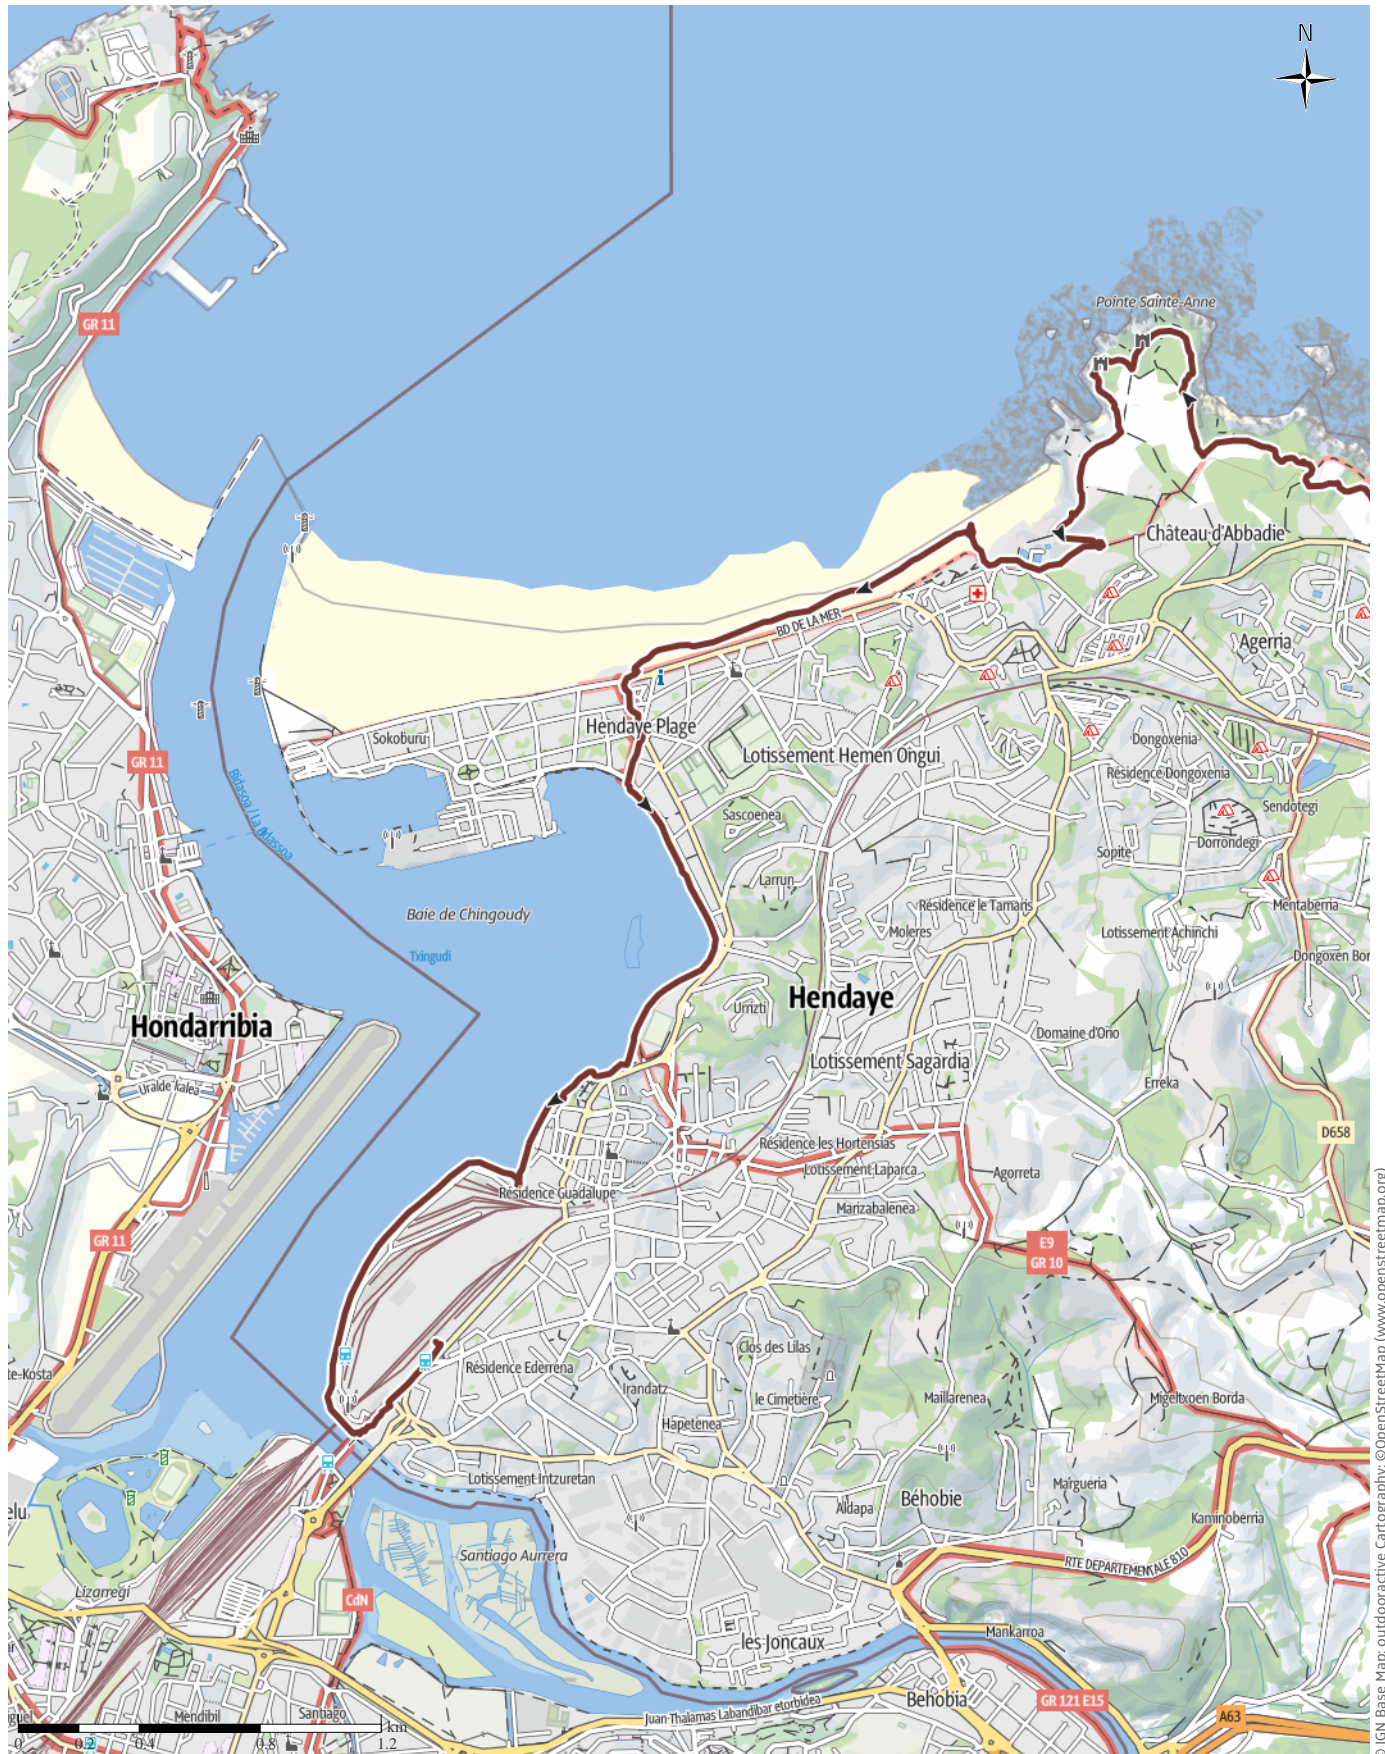 N
Pointe Sainte-Anne
GR 11
Château d'Abbadie
BD DE LA MER
Agerria
i
Hendaye Plage
Sokoburu
Lotissement Hemen Ongui
Dongoxenia
GR 11
Résidence Dongoxenia
Sendotegi
Sascoenea
Dorrondegi
Sopite
Larrun
Résidence le Tamaris
Mentaberria
Baie de Chingoudy
Moleres
Lotissement Achinchi
Txingudi
Dongoxen Bor
Hendaye
Urrizti
Hondarribia
Domaine d'Orio
Lotissement Sagardia
Uralde kalea
Erreka
D658
Résidence les Hortensias
Lotissement Laparca
Agorreta
Résidence Guadalupe
Marizabalenea
GR 11
E9
GR 10
Clos des Lilas
Résidence Ederrena
te-Kosta
Irandatz
le Cimetière
Maillarenea
Migeltxoen Borda
Hapetenea
Lotissement Intzuretan
Margueria
Béhobie
elu
Aldapa
Kaminoberria
Santiago Aurrera
RTE DEPARTEMENTALE 810
Lizarregi
CdN
Mankarroa
les Joncaux
Behobia
GR 121 E15
Mendibil
Santiago
Juan Thalamas Labandibar etorbidea
A63
km
0
0.2
0.4
0.8
1.2
IGN Base Map: outdooractive Cartography: ©OpenStreetMap (www.openstreetmap.org)